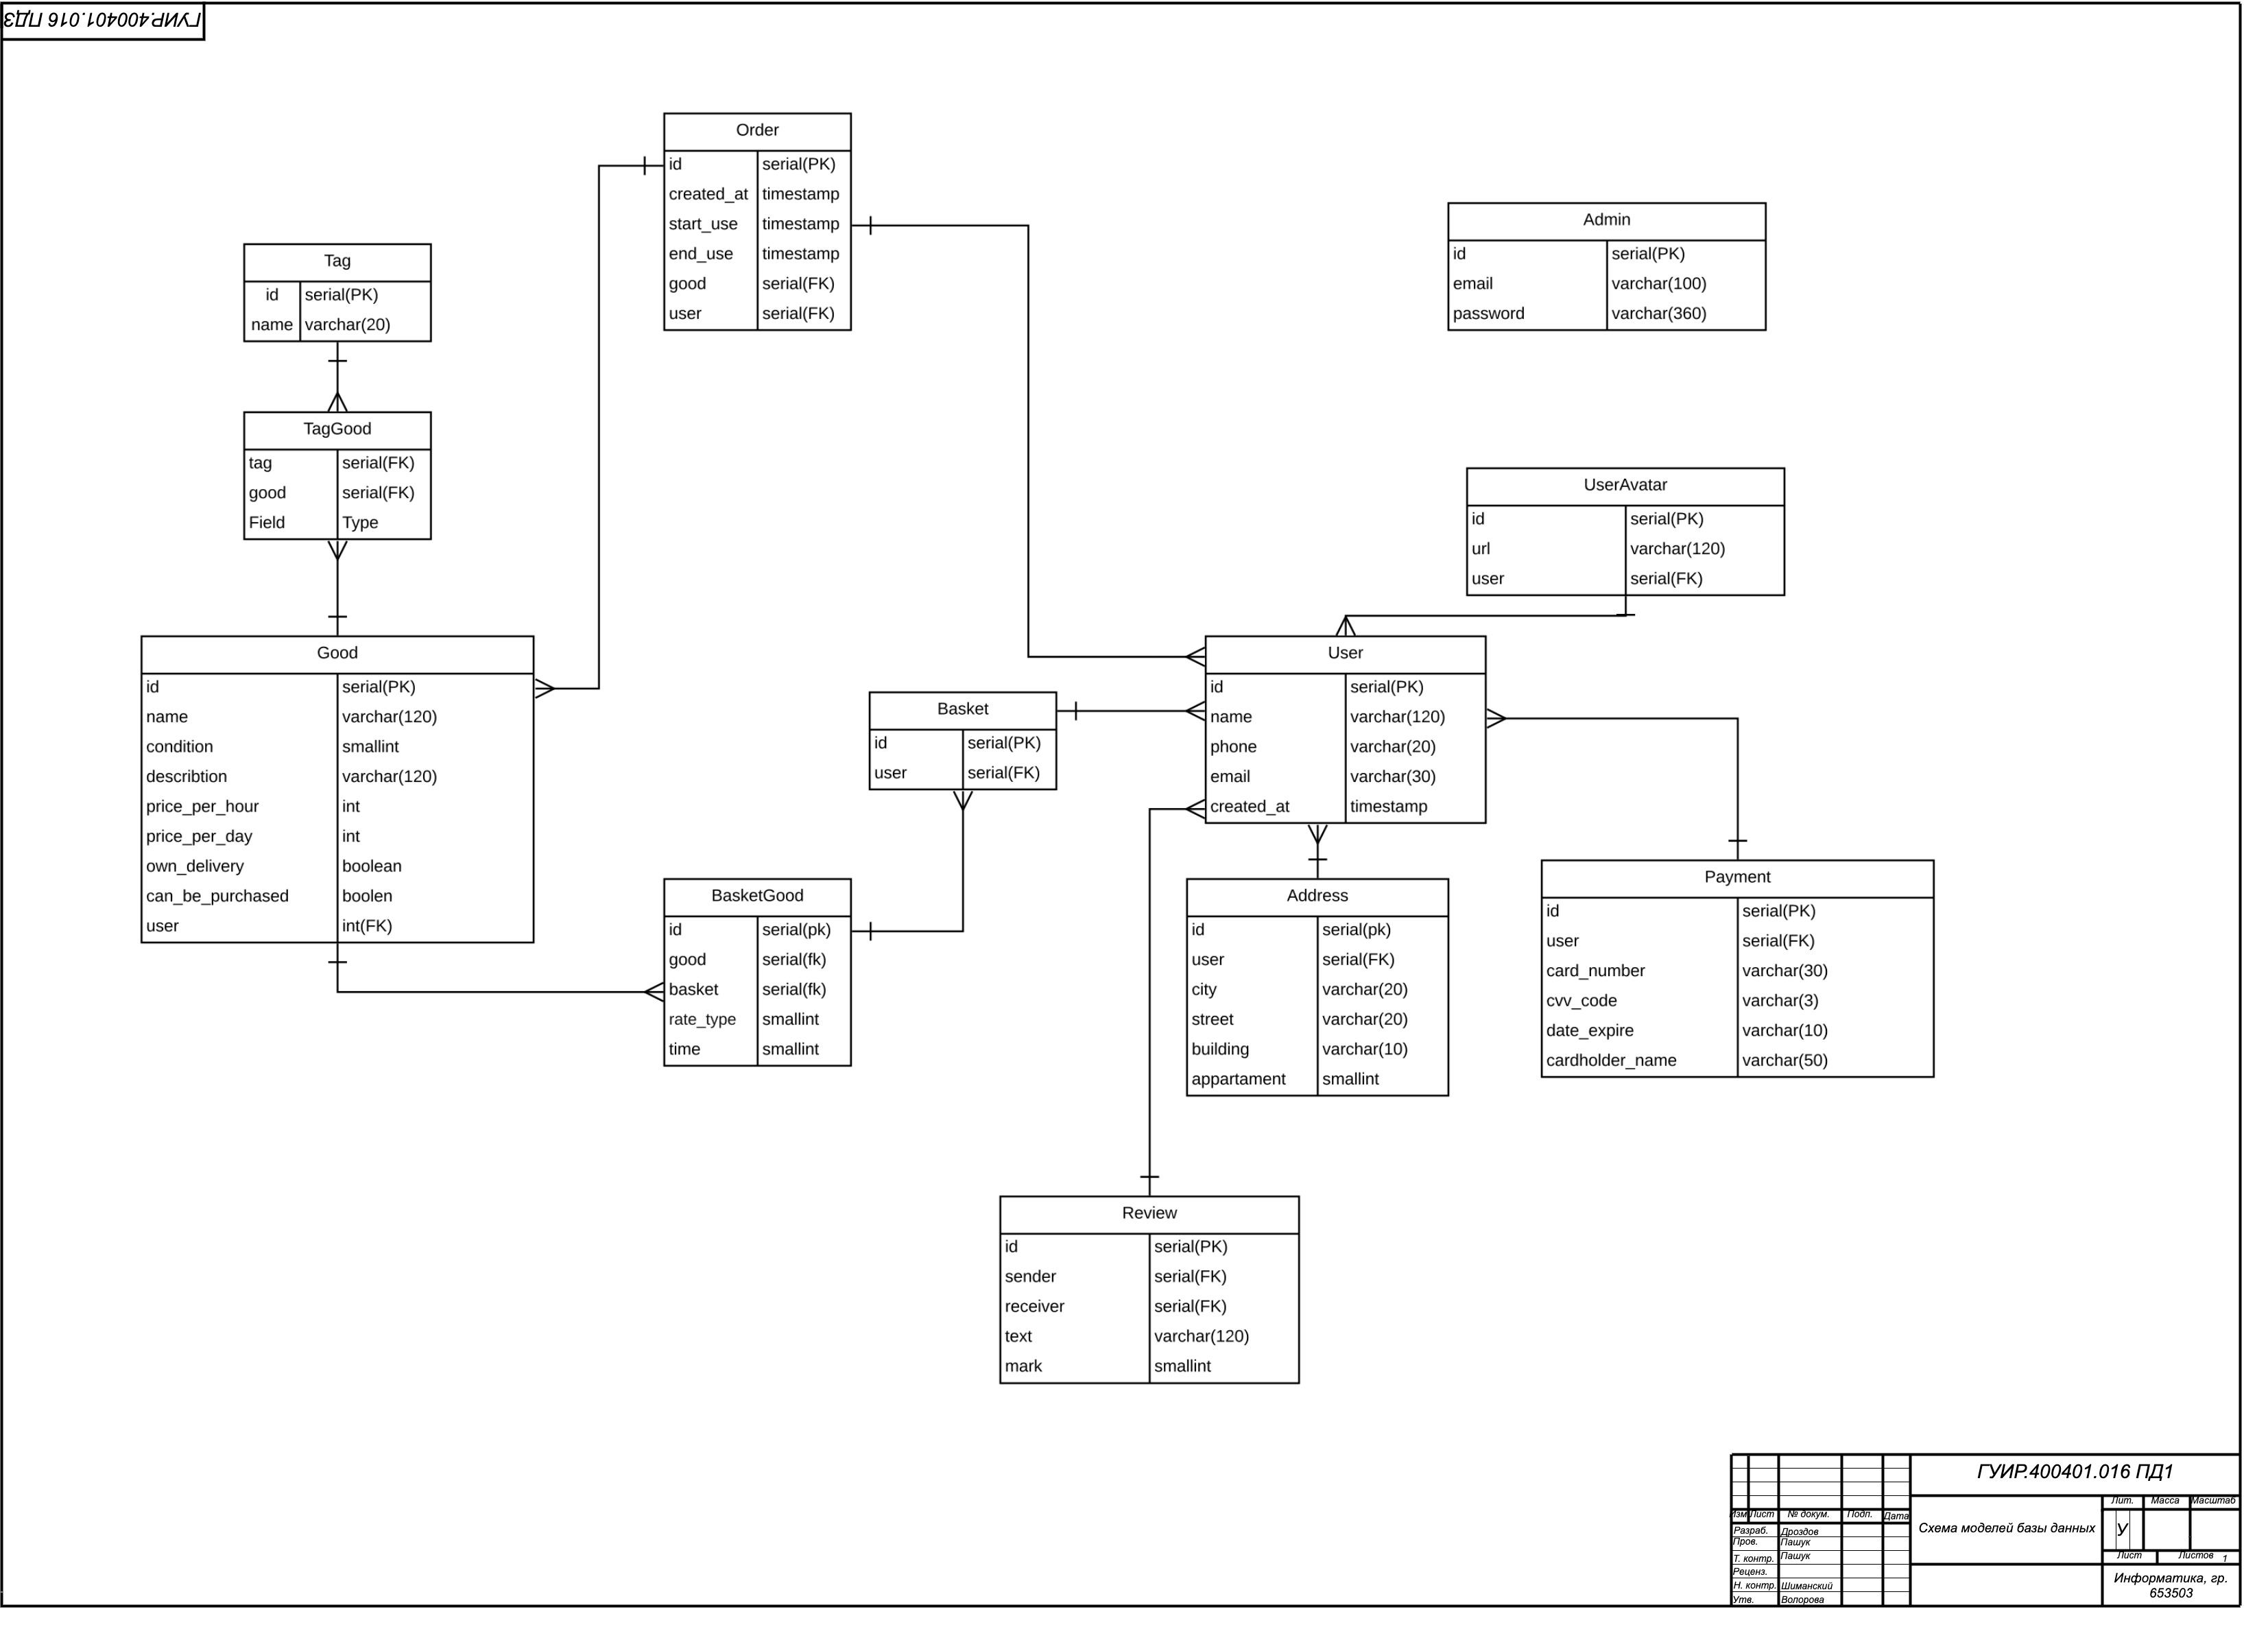 ГУИР.400401.016 ПД3
Order
id serial(PK)
created_at timestamp
start_use timestamp
end_use timestamp
good serial(FK)
user serial(FK)
Admin
id serial(PK)
email varchar(100)
password varchar(360)
Tag
id serial(PK)
name varchar(20)
TagGood
tag serial(FK)
good serial(FK)
Field Type
UserAvatar
id serial(PK)
url varchar(120)
user serial(FK)
Good
id serial(PK)
name varchar(120)
condition smallint
describtion varchar(120)
price_per_hour int
price_per_day int
own_delivery boolean
can_be_purchased boolen
user int(FK)
User
id serial(PK)
name varchar(120)
phone varchar(20)
email varchar(30)
created_at timestamp
Basket
id serial(PK)
user serial(FK)
BasketGood
id serial(pk)
good serial(fk)
basket serial(fk)
rate_type smallint
time smallint
Address
id serial(pk)
user serial(FK)
city varchar(20)
street varchar(20)
building varchar(10)
appartament smallint
Payment
id serial(PK)
user serial(FK)
card_number varchar(30)
cvv_code varchar(3)
date_expire varchar(10)
cardholder_name varchar(50)
Review
id serial(PK)
sender serial(FK)
receiver serial(FK)
text varchar(120)
mark smallint
ГУИР.400401.016 ПД1
Изм Лист № докум. Подп. Дата
Разраб. Дроздов
Пров. Пашук
Т. контр. Пашук
Реценз.
Н. контр. Шиманский
Утв. Волорова
Схема моделей базы данных
Лит. Масса Масштаб
У
Лист Листов 1
Информатика, гр.
653503